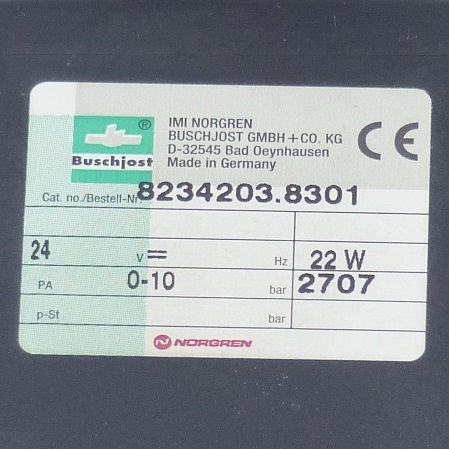 ®
Buschjost
IMI NORGREN
BUSCHJOST GMBH+CO. KG
D-32545 Bad Oeynhausen
Made in Germany
CE
Cat. no./Bestell-Nr. 8234203.8301
24 V Hz 22 W
PA 0-10 bar 2707
p-St bar
NORGREN